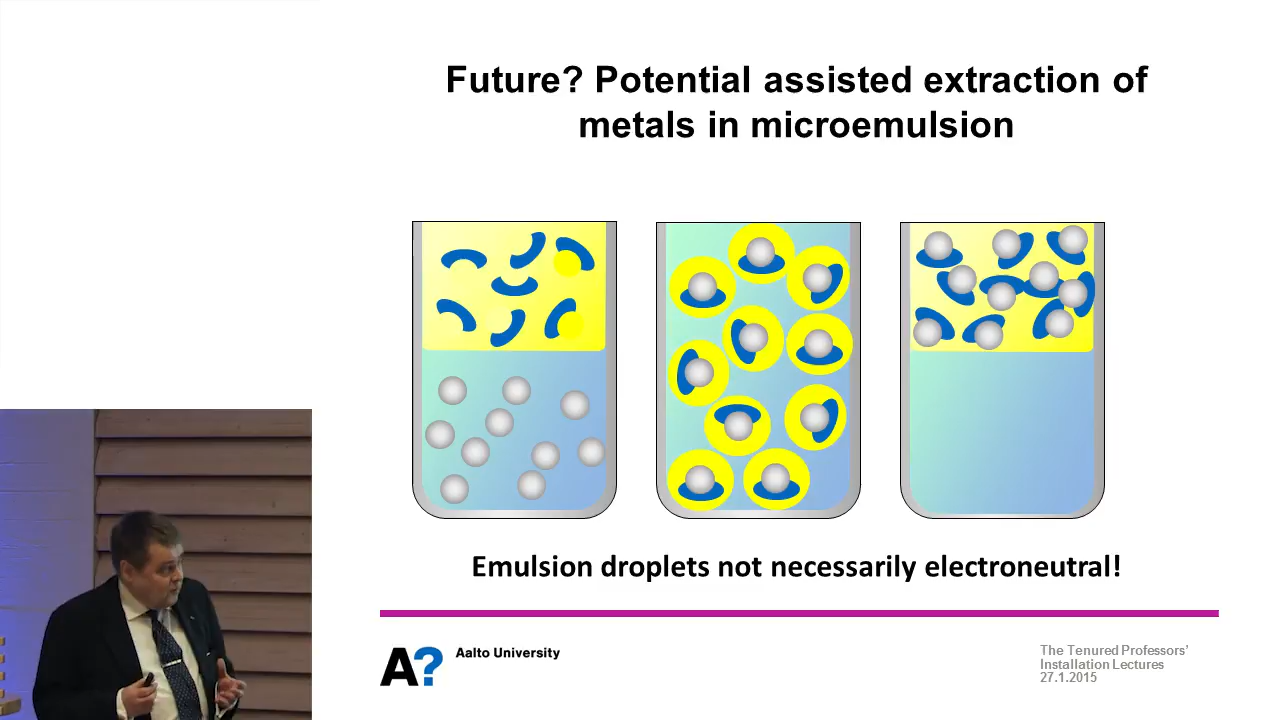 Future? Potential assisted extraction of
metals in microemulsion
Emulsion droplets not necessarily electroneutral!
A?
Aalto University
The Tenured Professors’
Installation Lectures
27.1.2015